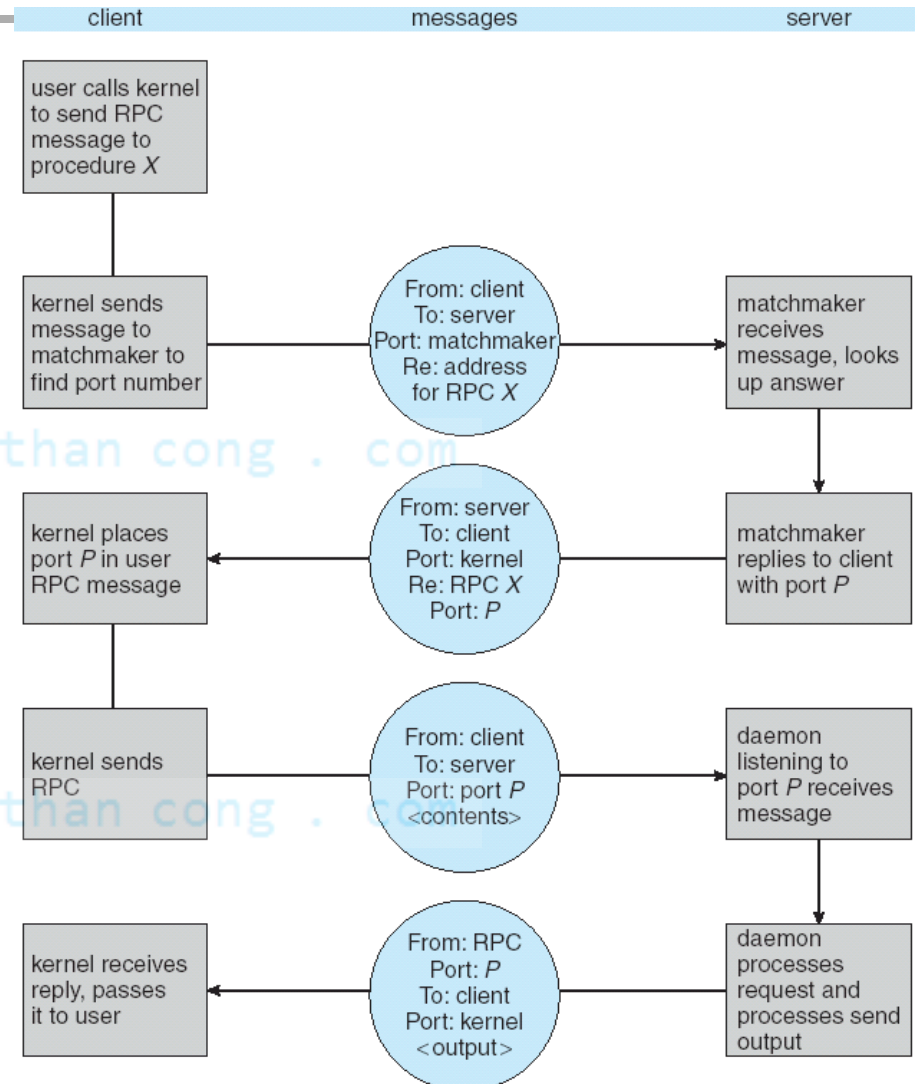 client messages server
user calls kernel
to send RPC
message to
procedure X
kernel sends
message to
matchmaker to
find port number
From: client
To: server
Port: matchmaker
Re: address
for RPC X
matchmaker
receives
message, looks
up answer
than cong . com
kernel places
port P in user
RPC message
From: server
To: client
Port: kernel
Re: RPC X
Port: P
matchmaker
replies to client
with port P
kernel sends
RPC
From: client
To: server
Port: port P
<contents>
daemon
listening to
port P receives
message
than cong . com
kernel receives
reply, passes
it to user
From: RPC
Port: P
To: client
Port: kernel
<output>
daemon
processes
request and
processes send
output